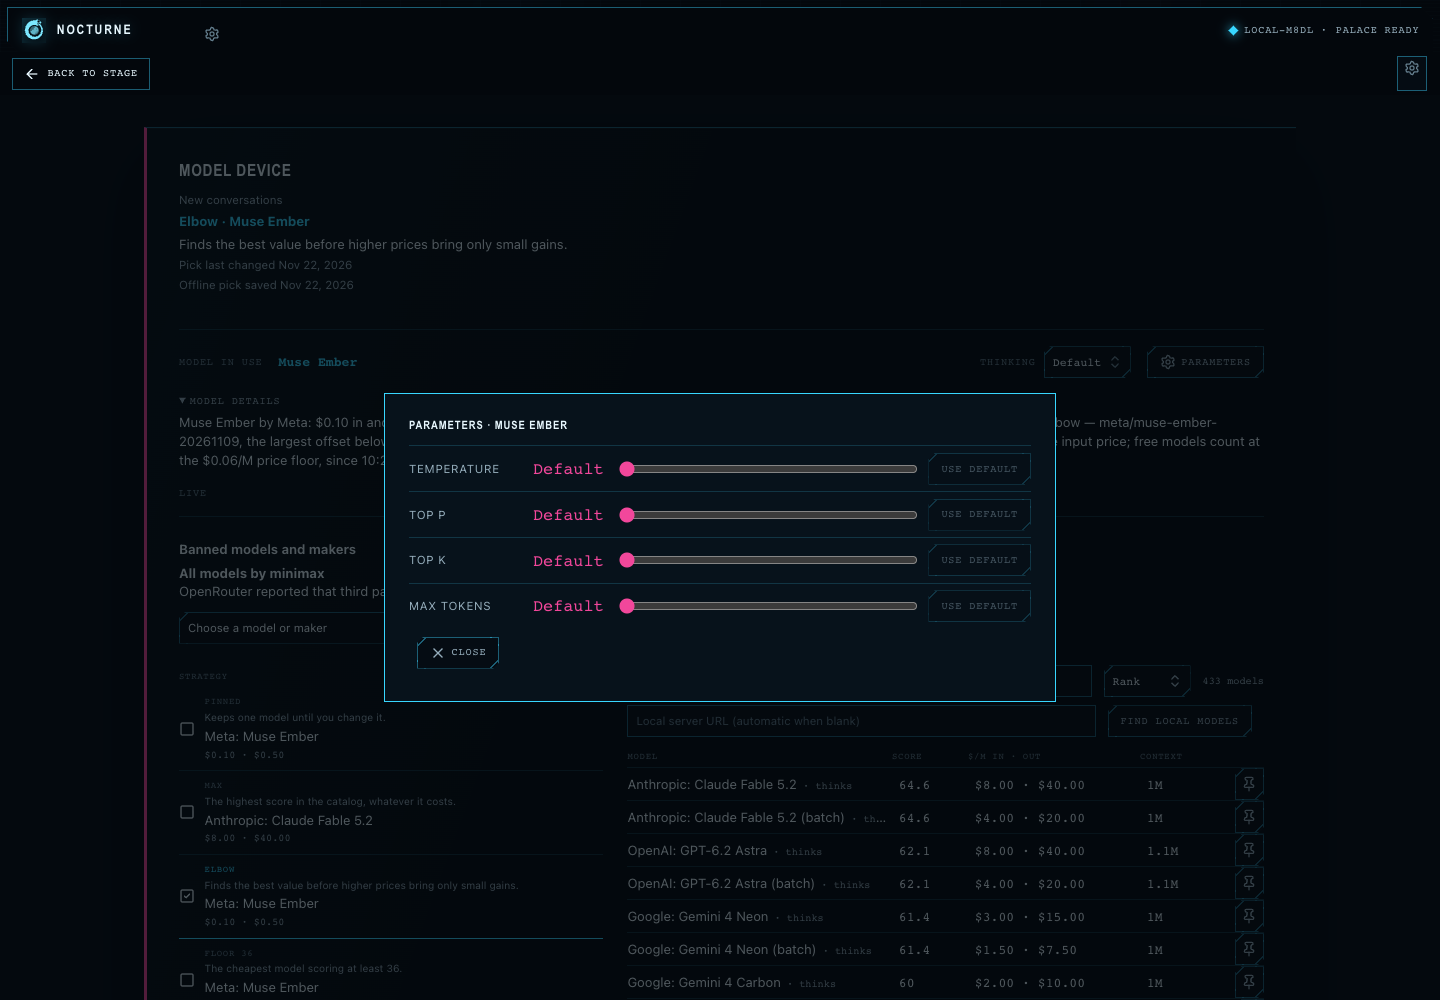 NOCTURNE
LOCAL-M8DL · PALACE READY
BACK TO STAGE
MODEL DEVICE
New conversations
Elbow · Muse Ember
Finds the best value before higher prices bring only small gains.
Pick last changed Nov 22, 2026
Offline pick saved Nov 22, 2026
MODEL IN USE Muse Ember
THINKING Default PARAMETERS
▼ MODEL DETAILS
Muse Ember by Meta: $0.10 in an
bow — meta/muse-ember-
20261109, the largest offset belo
input price; free models count at
the $0.06/M price floor, since 10:2
LIVE
PARAMETERS · MUSE EMBER
TEMPERATURE Default USE DEFAULT
TOP P Default USE DEFAULT
TOP K Default USE DEFAULT
MAX TOKENS Default USE DEFAULT
CLOSE
Banned models and makers
All models by minimax
OpenRouter reported that third pa
Choose a model or maker
STRATEGY
PINNED
Keeps one model until you change it.
Meta: Muse Ember
$0.10 · $0.50
MAX
The highest score in the catalog, whatever it costs.
Anthropic: Claude Fable 5.2
$8.00 · $40.00
ELBOW
Finds the best value before higher prices bring only small gains.
Meta: Muse Ember
$0.10 · $0.50
FLOOR 36
The cheapest model scoring at least 36.
Meta: Muse Ember
Rank 433 models
Local server URL (automatic when blank) FIND LOCAL MODELS
MODEL SCORE $/M IN · OUT CONTEXT
Anthropic: Claude Fable 5.2 · thinks 64.6 $8.00 · $40.00 1M
Anthropic: Claude Fable 5.2 (batch) · th… 64.6 $4.00 · $20.00 1M
OpenAI: GPT-6.2 Astra · thinks 62.1 $8.00 · $40.00 1.1M
OpenAI: GPT-6.2 Astra (batch) · thinks 62.1 $4.00 · $20.00 1.1M
Google: Gemini 4 Neon · thinks 61.4 $3.00 · $15.00 1M
Google: Gemini 4 Neon (batch) · thinks 61.4 $1.50 · $7.50 1M
Google: Gemini 4 Carbon · thinks 60 $2.00 · $10.00 1M